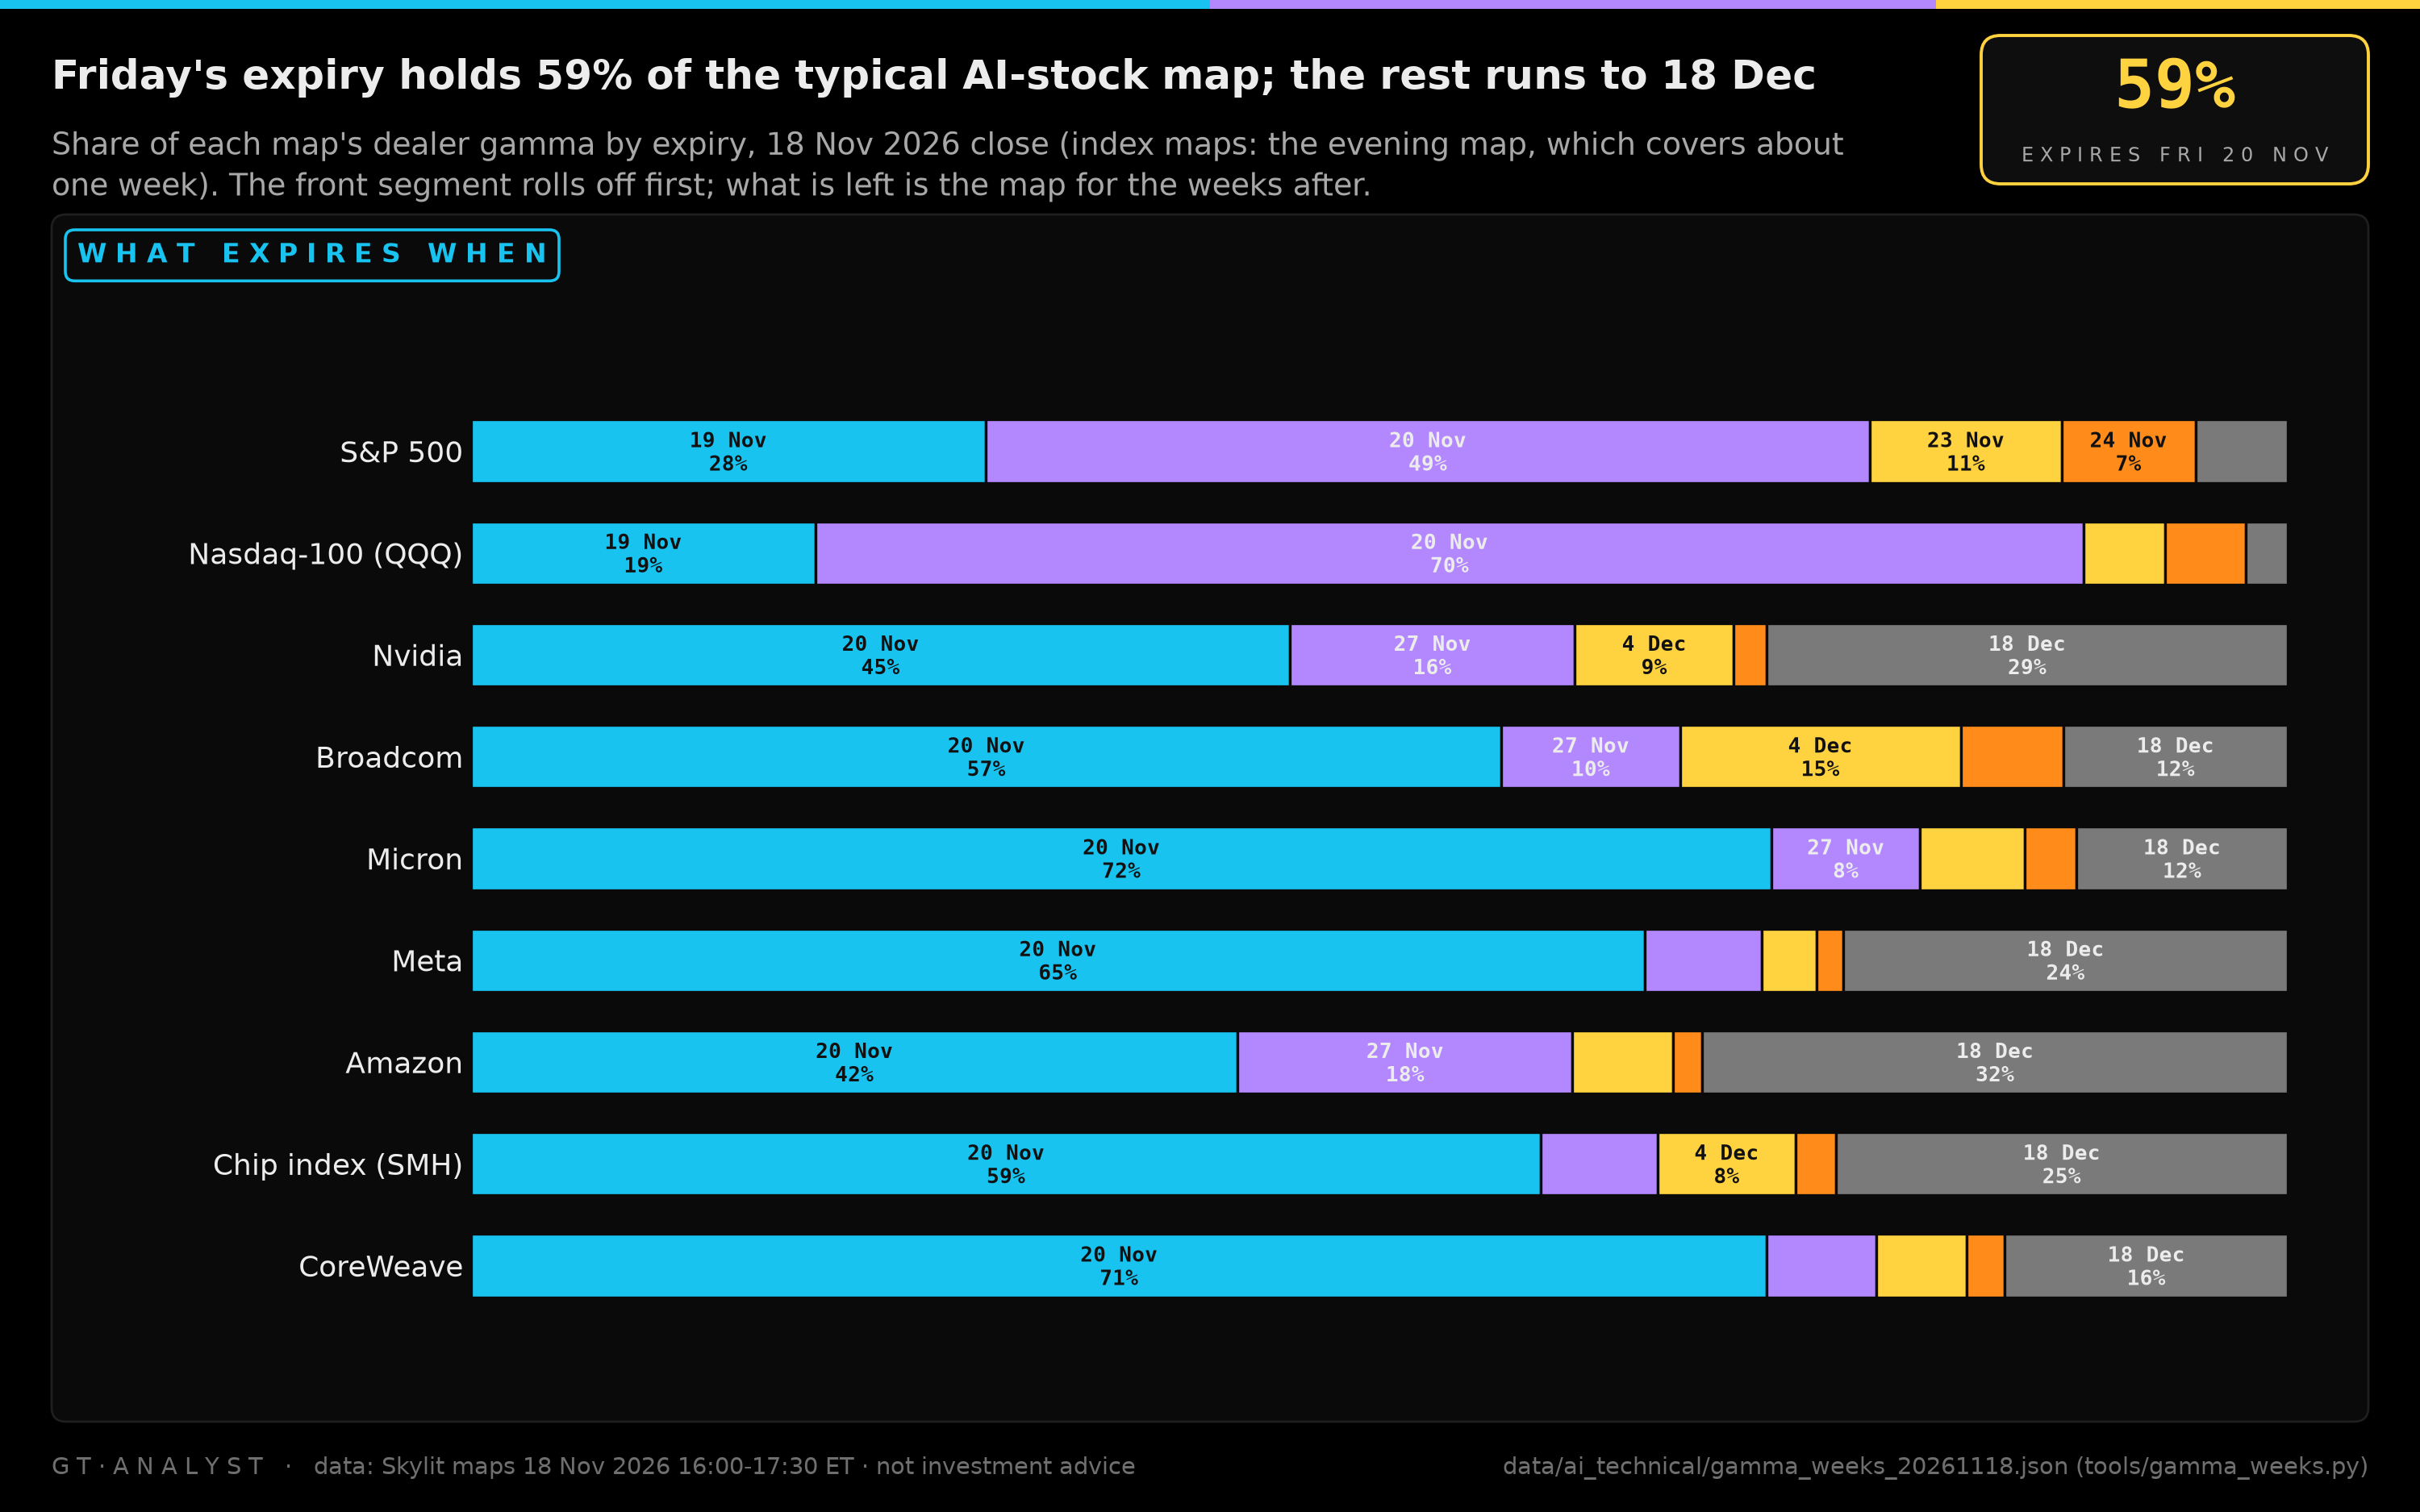 Friday's expiry holds 59% of the typical AI-stock map; the rest runs to 18 Dec
59%
EXPIRES FRI 20 NOV
Share of each map's dealer gamma by expiry, 18 Nov 2026 close (index maps: the evening map, which covers about
one week). The front segment rolls off first; what is left is the map for the weeks after.
WHAT EXPIRES WHEN
S&P 500
19 Nov
28%
20 Nov
49%
23 Nov
11%
24 Nov
7%
Nasdaq-100 (QQQ)
19 Nov
19%
20 Nov
70%
Nvidia
20 Nov
45%
27 Nov
16%
4 Dec
9%
18 Dec
29%
Broadcom
20 Nov
57%
27 Nov
10%
4 Dec
15%
18 Dec
12%
Micron
20 Nov
72%
27 Nov
8%
18 Dec
12%
Meta
20 Nov
65%
18 Dec
24%
Amazon
20 Nov
42%
27 Nov
18%
18 Dec
32%
Chip index (SMH)
20 Nov
59%
4 Dec
8%
18 Dec
25%
CoreWeave
20 Nov
71%
18 Dec
16%
GT·ANALYST · data: Skylit maps 18 Nov 2026 16:00-17:30 ET · not investment advice
data/ai_technical/gamma_weeks_20261118.json (tools/gamma_weeks.py)